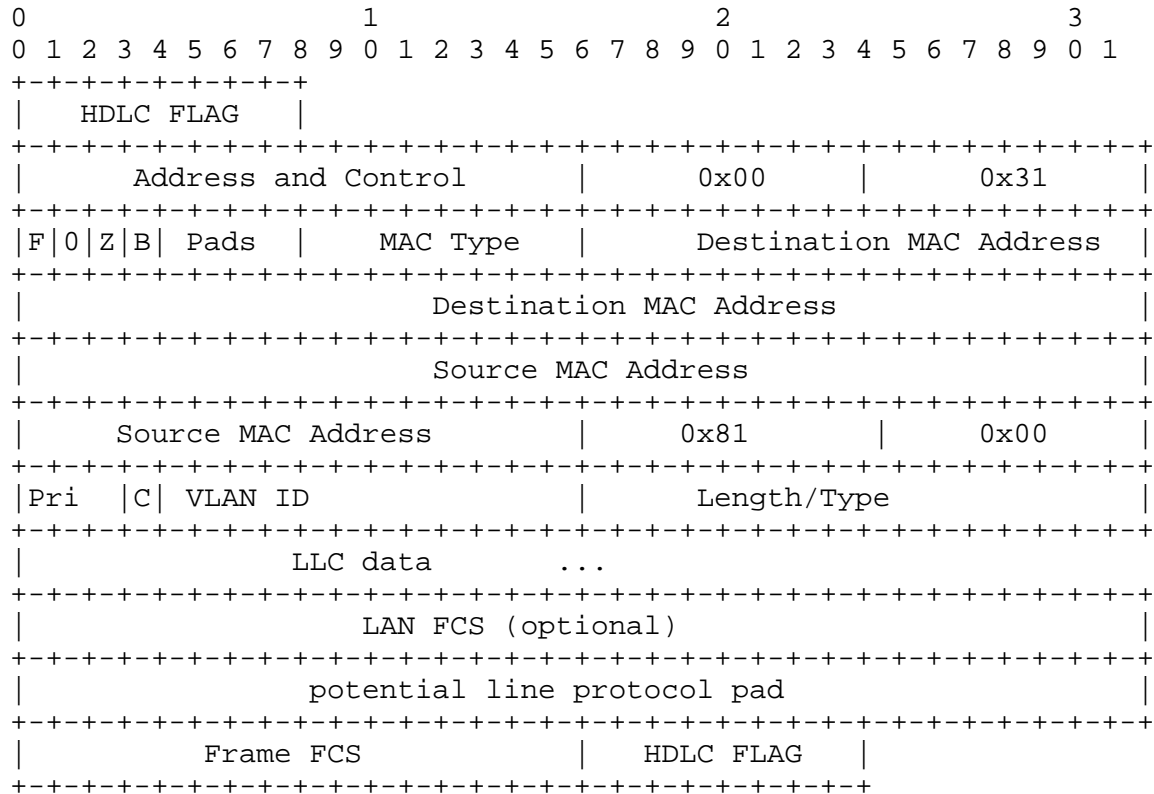 0                   1                   2                   3
0 1 2 3 4 5 6 7 8 9 0 1 2 3 4 5 6 7 8 9 0 1 2 3 4 5 6 7 8 9 0 1
+-+-+-+-+-+-+-+-+
|   HDLC FLAG   |
+-+-+-+-+-+-+-+-+-+-+-+-+-+-+-+-+-+-+-+-+-+-+-+-+-+-+-+-+-+-+-+-+
|      Address and Control      |      0x00     |      0x31     |
+-+-+-+-+-+-+-+-+-+-+-+-+-+-+-+-+-+-+-+-+-+-+-+-+-+-+-+-+-+-+-+-+
|F|0|Z|B| Pads  |    MAC Type   |      Destination MAC Address  |
+-+-+-+-+-+-+-+-+-+-+-+-+-+-+-+-+-+-+-+-+-+-+-+-+-+-+-+-+-+-+-+-+
|                       Destination MAC Address                 |
+-+-+-+-+-+-+-+-+-+-+-+-+-+-+-+-+-+-+-+-+-+-+-+-+-+-+-+-+-+-+-+-+
|                       Source MAC Address                      |
+-+-+-+-+-+-+-+-+-+-+-+-+-+-+-+-+-+-+-+-+-+-+-+-+-+-+-+-+-+-+-+-+
|     Source MAC Address        |     0x81       |     0x00     |
+-+-+-+-+-+-+-+-+-+-+-+-+-+-+-+-+-+-+-+-+-+-+-+-+-+-+-+-+-+-+-+-+
|Pri  |C| VLAN ID               |      Length/Type              |
+-+-+-+-+-+-+-+-+-+-+-+-+-+-+-+-+-+-+-+-+-+-+-+-+-+-+-+-+-+-+-+-+
|               LLC data       ...
+-+-+-+-+-+-+-+-+-+-+-+-+-+-+-+-+-+-+-+-+-+-+-+-+-+-+-+-+-+-+-+-+
|                   LAN FCS (optional)                          |
+-+-+-+-+-+-+-+-+-+-+-+-+-+-+-+-+-+-+-+-+-+-+-+-+-+-+-+-+-+-+-+-+
|                potential line protocol pad                    |
+-+-+-+-+-+-+-+-+-+-+-+-+-+-+-+-+-+-+-+-+-+-+-+-+-+-+-+-+-+-+-+-+
|          Frame FCS            |   HDLC FLAG   |
+-+-+-+-+-+-+-+-+-+-+-+-+-+-+-+-+-+-+-+-+-+-+-+-+